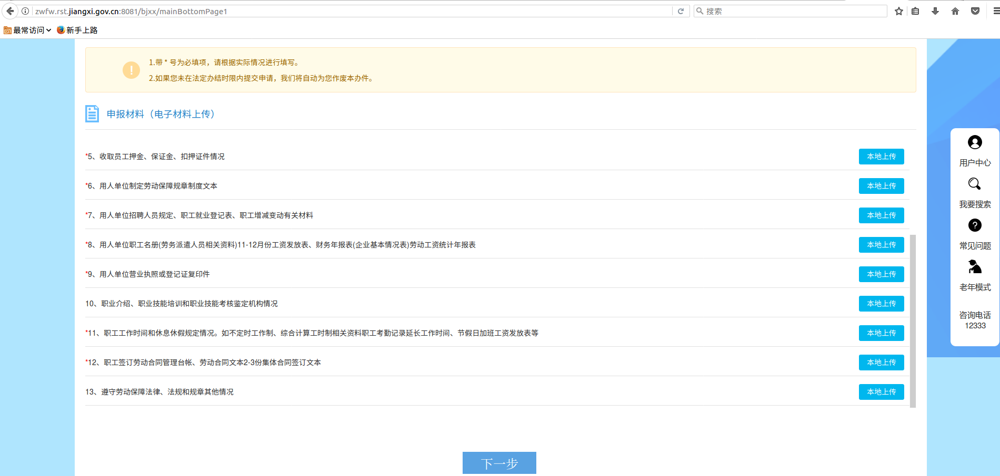 zwfw.rst.jiangxi.gov.cn:8081/bjxx/mainBottomPage1
搜索
最常访问
新手上路
1.带 * 号为必填项，请根据实际情况进行填写。
2.如果您未在法定办结时限内提交申请，我们将自动为您作废本办件。
申报材料（电子材料上传）
*5、收取员工押金、保证金、扣押证件情况 本地上传
*6、用人单位制定劳动保障规章制度文本 本地上传
*7、用人单位招聘人员规定、职工就业登记表、职工增减变动有关材料 本地上传
*8、用人单位职工名册(劳务派遣人员相关资料)11-12月份工资发放表、财务年报表(企业基本情况表)劳动工资统计年报表 本地上传
*9、用人单位营业执照或登记证复印件 本地上传
10、职业介绍、职业技能培训和职业技能考核鉴定机构情况 本地上传
*11、职工工作时间和休息休假规定情况。如不定时工作制、综合计算工时制相关资料职工考勤记录延长工作时间、节假日加班工资发放表等 本地上传
*12、职工签订劳动合同管理台帐、劳动合同文本2-3份集体合同签订文本 本地上传
13、遵守劳动保障法律、法规和规章其他情况 本地上传
下一步
用户中心
我要搜索
常见问题
老年模式
咨询电话
12333